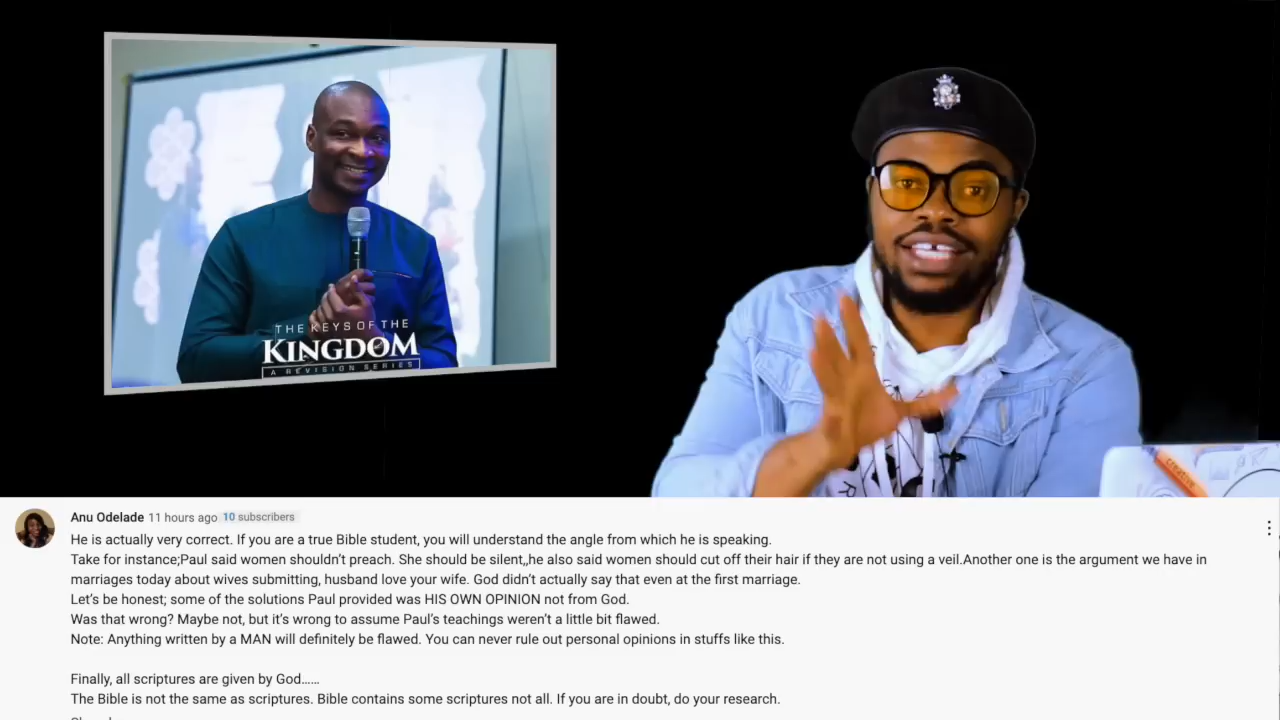 THE KEYS OF THE
KINGDOM
A REVISION SERIES
creative
Anu Odelade 11 hours ago 10 subscribers
He is actually very correct. If you are a true Bible student, you will understand the angle from which he is speaking.
Take for instance;Paul said women shouldn't preach. She should be silent,,he also said women should cut off their hair if they are not using a veil.Another one is the argument we have in
marriages today about wives submitting, husband love your wife. God didn't actually say that even at the first marriage.
Let's be honest; some of the solutions Paul provided was HIS OWN OPINION not from God.
Was that wrong? Maybe not, but it's wrong to assume Paul's teachings weren't a little bit flawed.
Note: Anything written by a MAN will definitely be flawed. You can never rule out personal opinions in stuffs like this.
Finally, all scriptures are given by God......
The Bible is not the same as scriptures. Bible contains some scriptures not all. If you are in doubt, do your research.